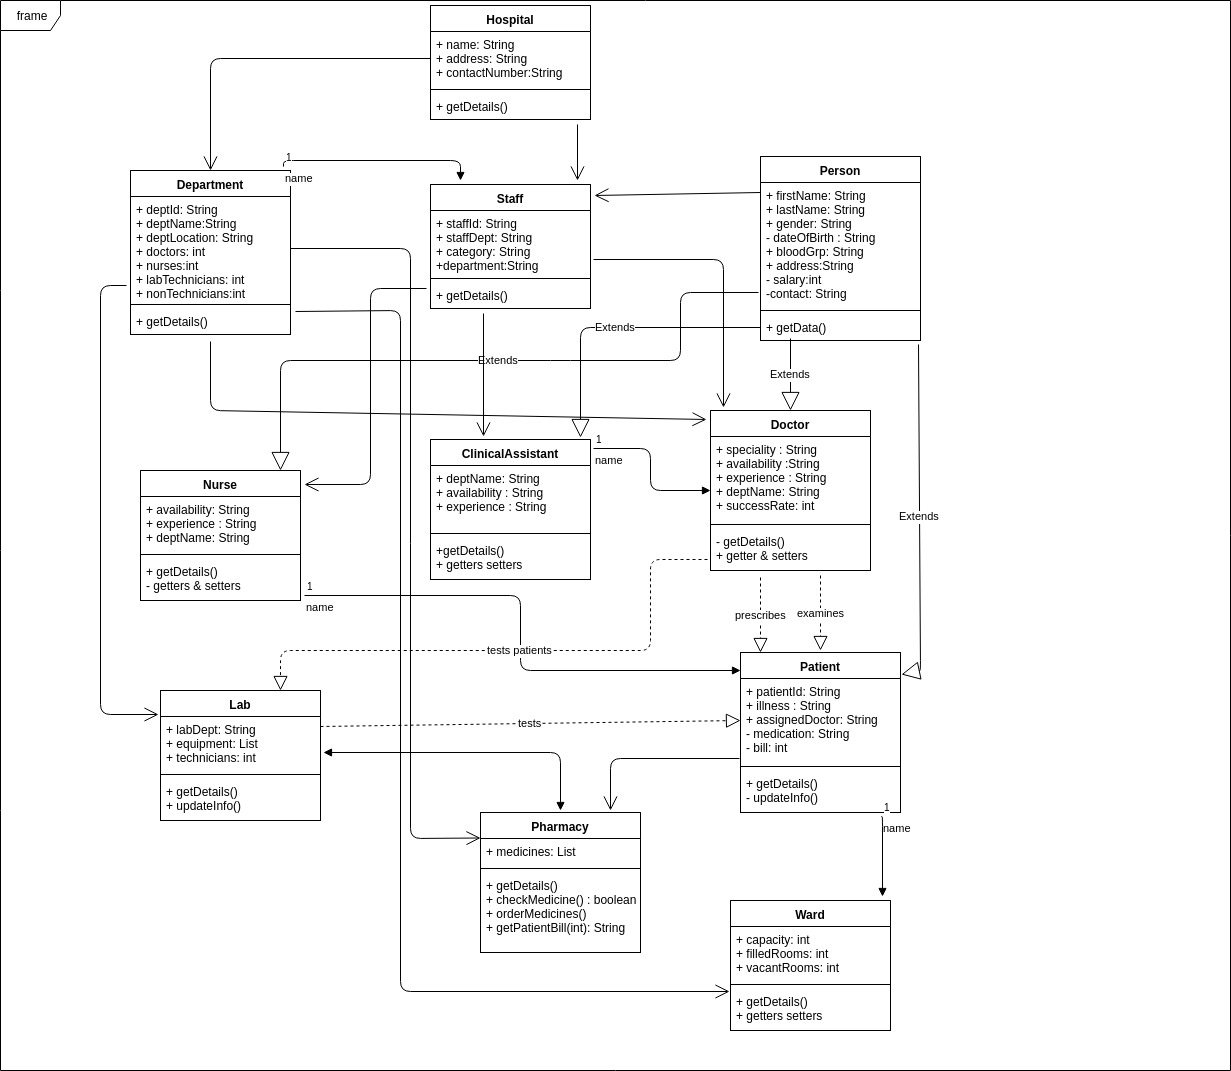 frame
Hospital
+ name: String
+ address: String
+ contactNumber:String
+ getDetails()
1
name
Department
+ deptId: String
+ deptName:String
+ deptLocation: String
+ doctors: int
+ nurses:int
+ labTechnicians: int
+ nonTechnicians:int
+ getDetails()
Staff
+ staffId: String
+ staffDept: String
+ category: String
+department:String
+ getDetails()
Person
+ firstName: String
+ lastName: String
+ gender: String
- dateOfBirth : String
+ bloodGrp: String
+ address:String
- salary:int
-contact: String
+ getData()
Extends
Extends
Extends
Extends
Doctor
+ speciality : String
+ availability :String
+ experience : String
+ deptName: String
+ successRate: int
- getDetails()
+ getter & setters
ClinicalAssistant
+ deptName: String
+ availability : String
+ experience : String
+getDetails()
+ getters setters
1
name
Nurse
+ availability: String
+ experience : String
+ deptName: String
+ getDetails()
- getters & setters
1
name
prescribes
examines
tests patients
Patient
+ patientId: String
+ illness : String
+ assignedDoctor: String
- medication: String
- bill: int
+ getDetails()
- updateInfo()
1
name
Lab
+ labDept: String
+ equipment: List
+ technicians: int
+ getDetails()
+ updateInfo()
tests
Pharmacy
+ medicines: List
+ getDetails()
+ checkMedicine() : boolean
+ orderMedicines()
+ getPatientBill(int): String
Ward
+ capacity: int
+ filledRooms: int
+ vacantRooms: int
+ getDetails()
+ getters setters